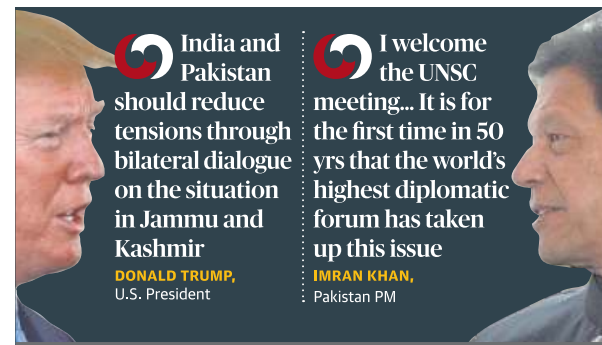 India and
Pakistan
should reduce
tensions through
bilateral dialogue
on the situation
in Jammu and
Kashmir
DONALD TRUMP,
U.S. President
I welcome
the UNSC
meeting... It is for
the first time in 50
yrs that the world's
highest diplomatic
forum has taken
up this issue
IMRAN KHAN,
Pakistan PM